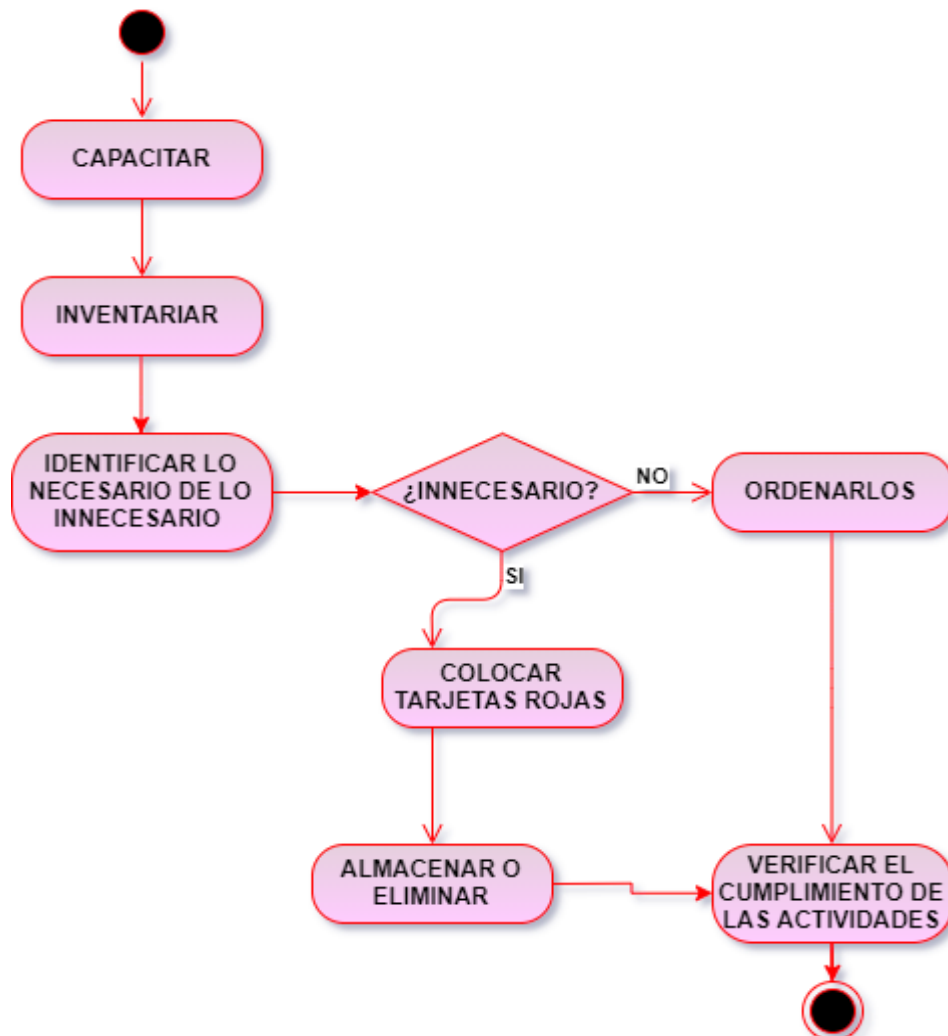 CAPACITAR
INVENTARIAR
IDENTIFICAR LO
NECESARIO DE LO
INNECESARIO
¿INNECESARIO?
NO
ORDENARLOS
SI
COLOCAR
TARJETAS ROJAS
ALMACENAR O
ELIMINAR
VERIFICAR EL
CUMPLIMIENTO DE
LAS ACTIVIDADES